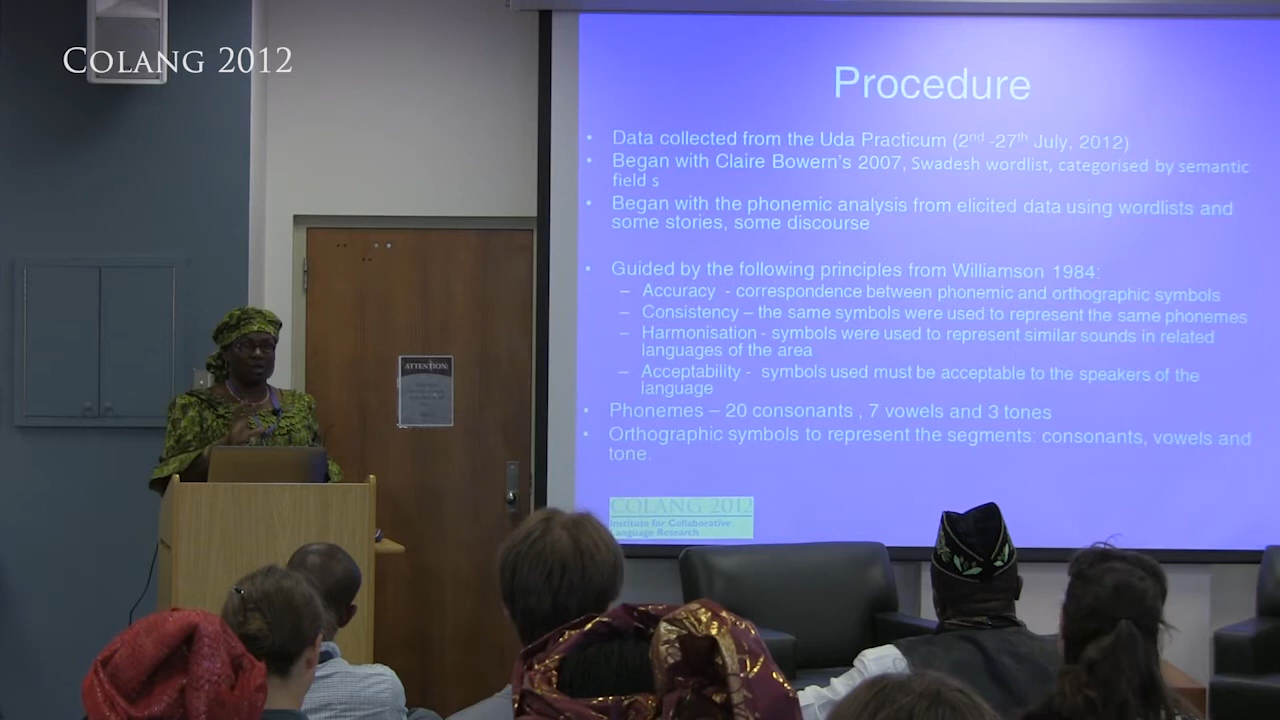 COLANG 2012
Procedure
• Data collected from the Uda Practicum (2nd -27th July, 2012)
• Began with Claire Bowern's 2007, Swadesh wordlist, categorised by semantic
field s
• Began with the phonemic analysis from elicited data using wordlists and
some stories, some discourse
• Guided by the following principles from Williamson 1984:
– Accuracy - correspondence between phonemic and orthographic symbols
– Consistency – the same symbols were used to represent the same phonemes
– Harmonisation - symbols were used to represent similar sounds in related
languages of the area
– Acceptability - symbols used must be acceptable to the speakers of the
language
• Phonemes – 20 consonants , 7 vowels and 3 tones
• Orthographic symbols to represent the segments: consonants, vowels and
tone.
COLANG 2012
Institute for Collaborative
Language Research
ATTENTION: